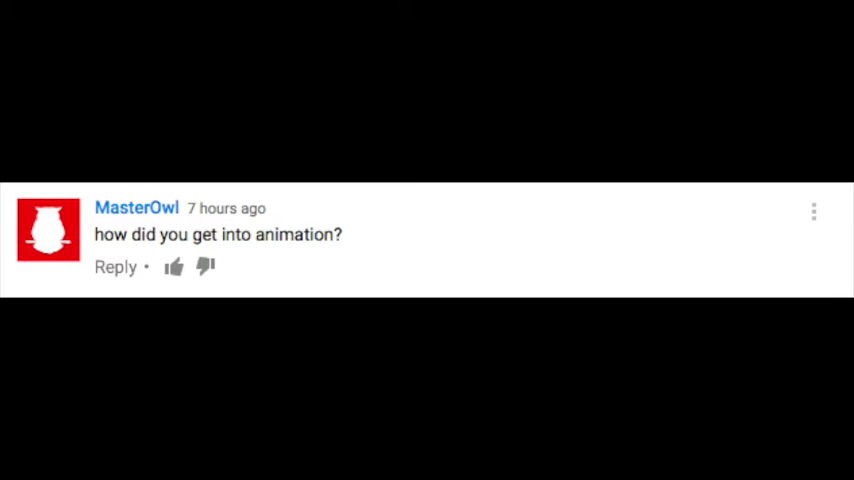 MasterOwl 7 hours ago
how did you get into animation?
Reply •